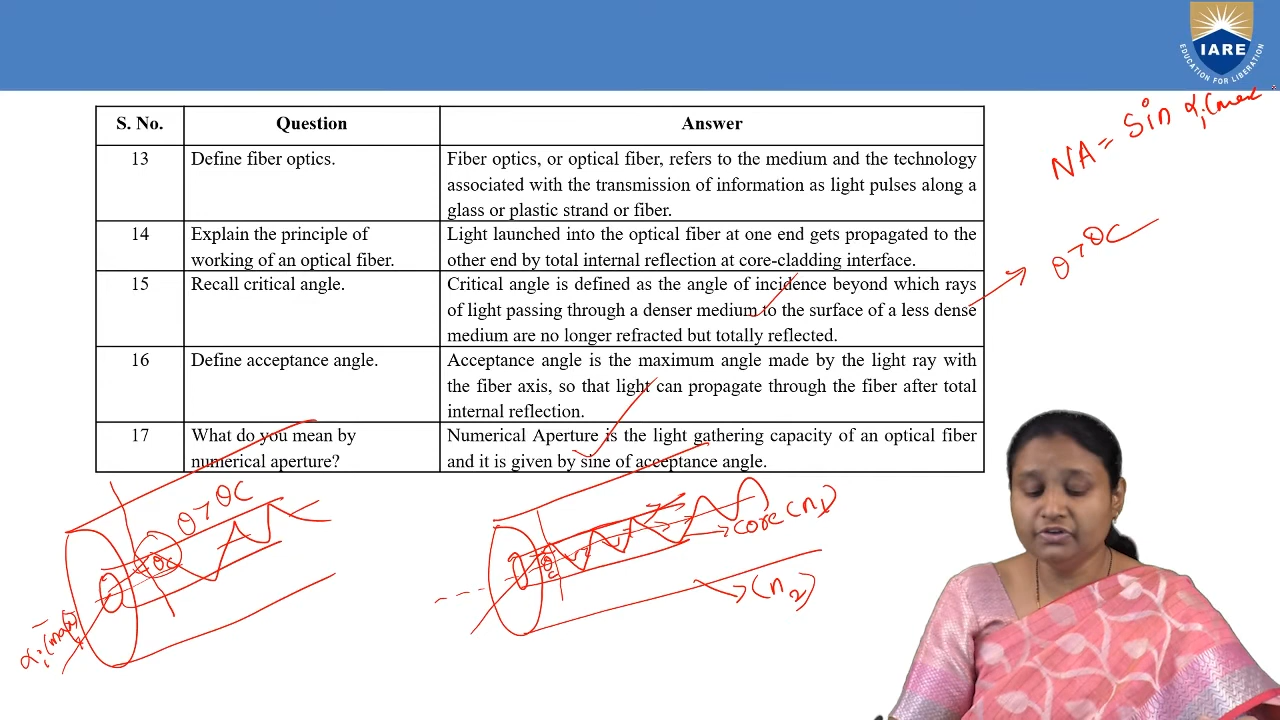 IARE
EDUCATION FOR LIBERATION
NA = Sin αi(max
S. No. Question Answer
13 Define fiber optics. Fiber optics, or optical fiber, refers to the medium and the technology
associated with the transmission of information as light pulses along a
glass or plastic strand or fiber.
14 Explain the principle of Light launched into the optical fiber at one end gets propagated to the
working of an optical fiber. other end by total internal reflection at core-cladding interface.
θ > θc
15 Recall critical angle. Critical angle is defined as the angle of incidence beyond which rays
of light passing through a denser medium to the surface of a less dense
medium are no longer refracted but totally reflected.
16 Define acceptance angle. Acceptance angle is the maximum angle made by the light ray with
the fiber axis, so that light can propagate through the fiber after total
internal reflection.
17 What do you mean by Numerical Aperture is the light gathering capacity of an optical fiber
numerical aperture? and it is given by sine of acceptance angle.
θ > θc
θc
αi(max)
θc
core (n1)
(n2)